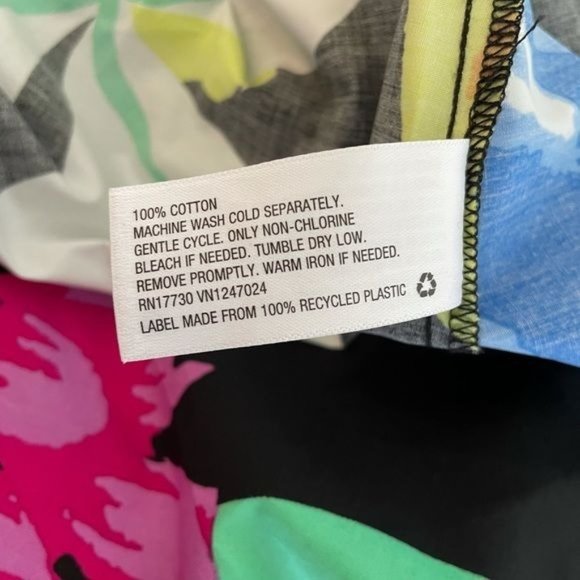 100% COTTON
MACHINE WASH COLD SEPARATELY.
GENTLE CYCLE. ONLY NON-CHLORINE
BLEACH IF NEEDED. TUMBLE DRY LOW.
REMOVE PROMPTLY. WARM IRON IF NEEDED.
RN17730 VN1247024
LABEL MADE FROM 100% RECYCLED PLASTIC